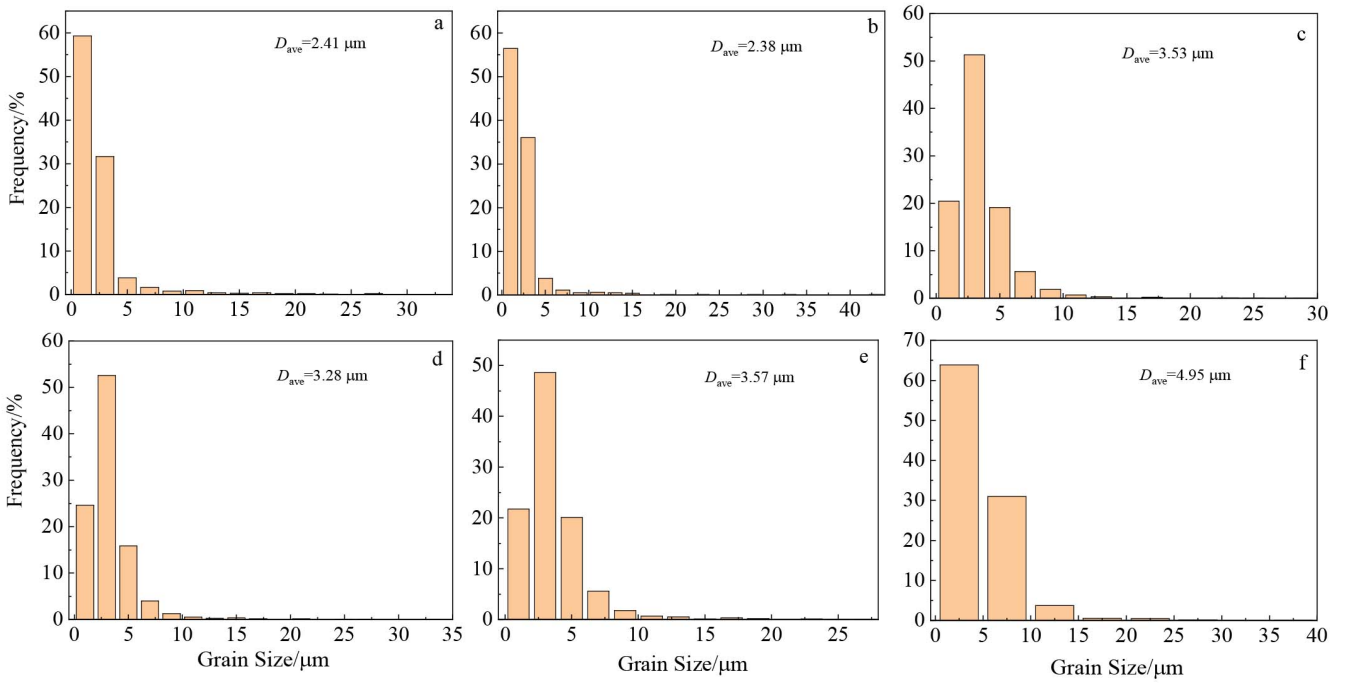 a
D_ave=2.41 μm
60
50
40
30
20
10
0
0 5 10 15 20 25 30
Frequency/%
b
D_ave=2.38 μm
60
50
40
30
20
10
0
0 5 10 15 20 25 30 35 40
c
D_ave=3.53 μm
60
50
40
30
20
10
0
0 5 10 15 20 25 30
d
D_ave=3.28 μm
60
50
40
30
20
10
0
0 5 10 15 20 25 30 35
Frequency/%
Grain Size/μm
e
D_ave=3.57 μm
50
40
30
20
10
0
0 5 10 15 20 25
Grain Size/μm
f
D_ave=4.95 μm
70
60
50
40
30
20
10
0
0 5 10 15 20 25 30 35 40
Grain Size/μm